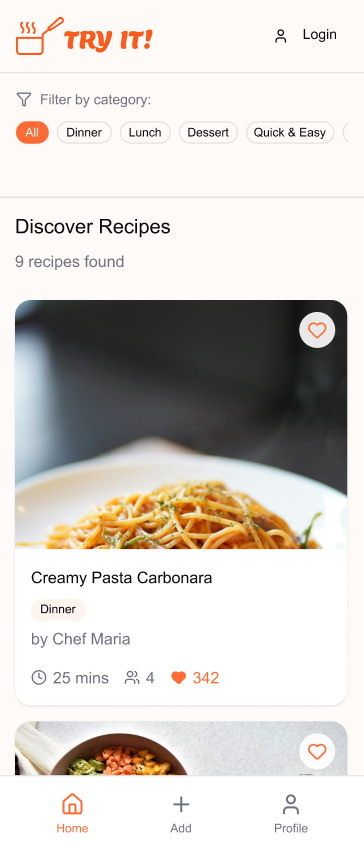 TRY IT!
Login
Filter by category:
All Dinner Lunch Dessert Quick & Easy
Discover Recipes
9 recipes found
Creamy Pasta Carbonara
Dinner
by Chef Maria
25 mins 4 342
Home Add Profile